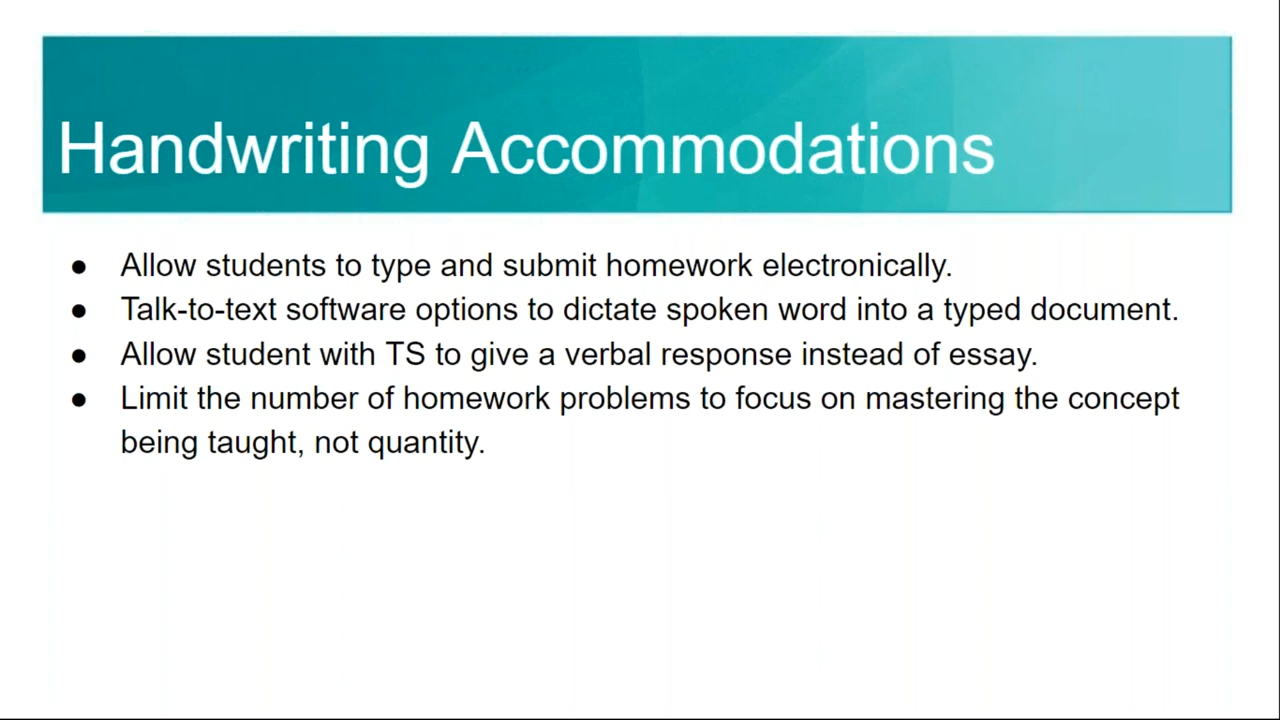 Handwriting Accommodations
● Allow students to type and submit homework electronically.
● Talk-to-text software options to dictate spoken word into a typed document.
● Allow student with TS to give a verbal response instead of essay.
● Limit the number of homework problems to focus on mastering the concept
being taught, not quantity.